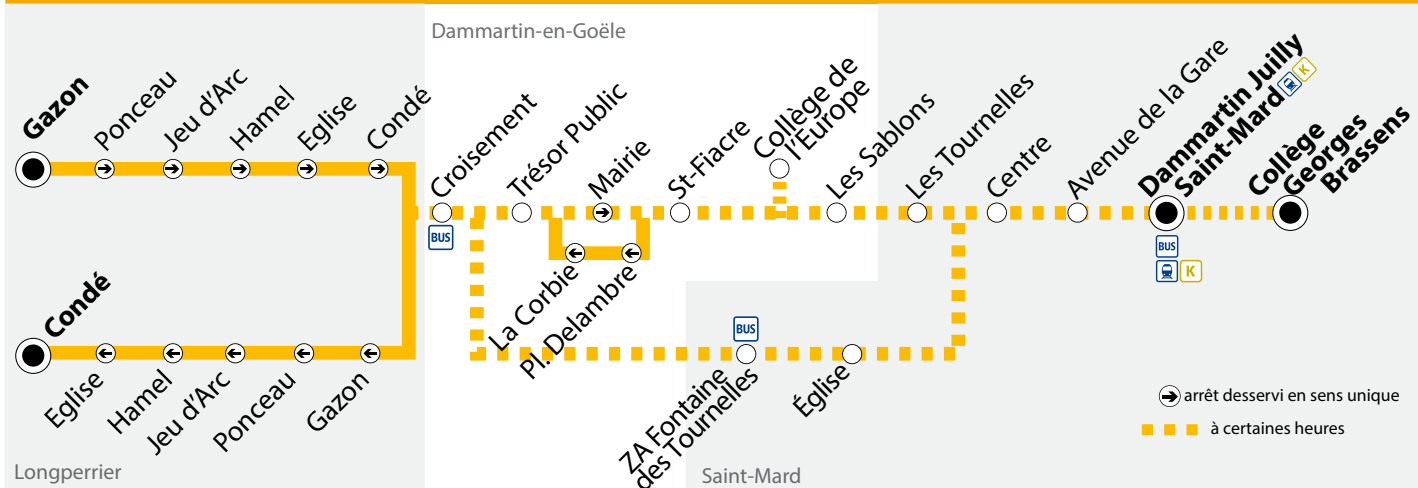 Dammartin-en-Goële
Gazon
Ponceau
Jeu d'Arc
Hamel
Eglise
Condé
Croisement
BUS
Trésor Public
Mairie
St-Fiacre
Collège de
l'Europe
Les Sablons
Les Tournelles
Centre
Avenue de la Gare
Dammartin Juilly
Saint-Mard
K
BUS
K
Collège
Georges
Brassens
La Corbie
Pl. Delambre
Condé
Eglise
Hamel
Jeu d'Arc
Ponceau
Gazon
BUS
ZA Fontaine
des Tournelles
Église
arrêt desservi en sens unique
à certaines heures
Longperrier
Saint-Mard